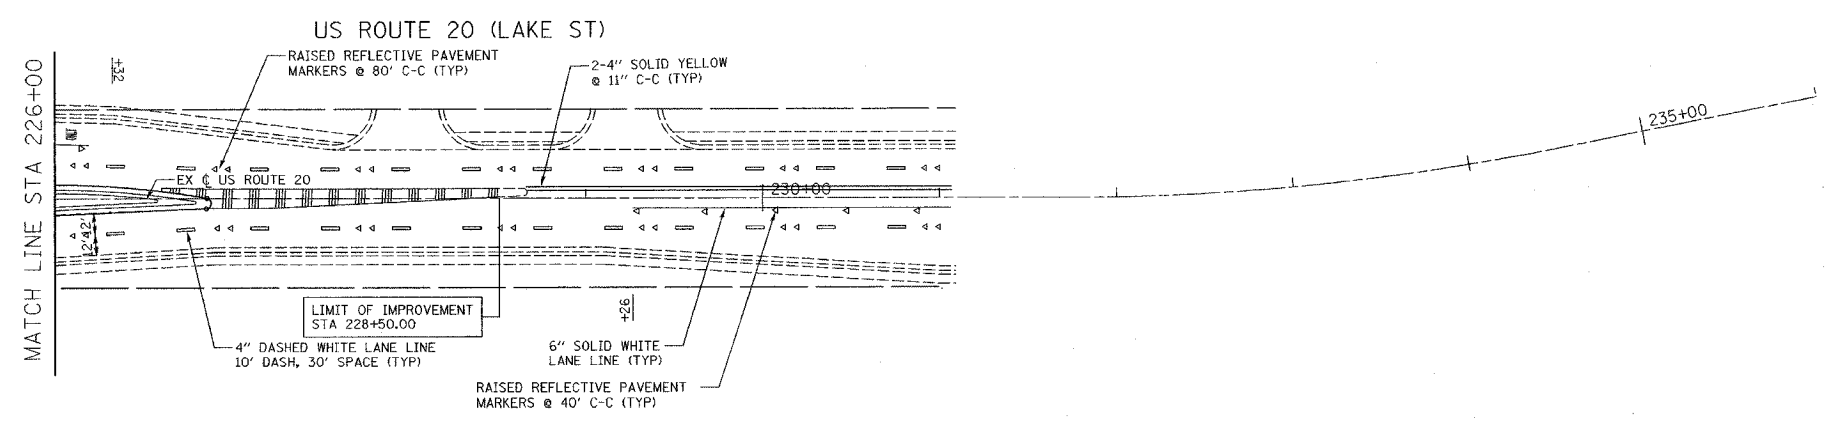 US ROUTE 20 (LAKE ST)
RAISED REFLECTIVE PAVEMENT
MARKERS @ 80' C-C (TYP)
2-4" SOLID YELLOW
@ 11" C-C (TYP)
+32
MATCH LINE STA 226+00
235+00
EX ℄ US ROUTE 20
230+00
12'
12'
LIMIT OF IMPROVEMENT
STA 228+50.00
+26
4" DASHED WHITE LANE LINE
10' DASH, 30' SPACE (TYP)
6" SOLID WHITE
LANE LINE (TYP)
RAISED REFLECTIVE PAVEMENT
MARKERS @ 40' C-C (TYP)